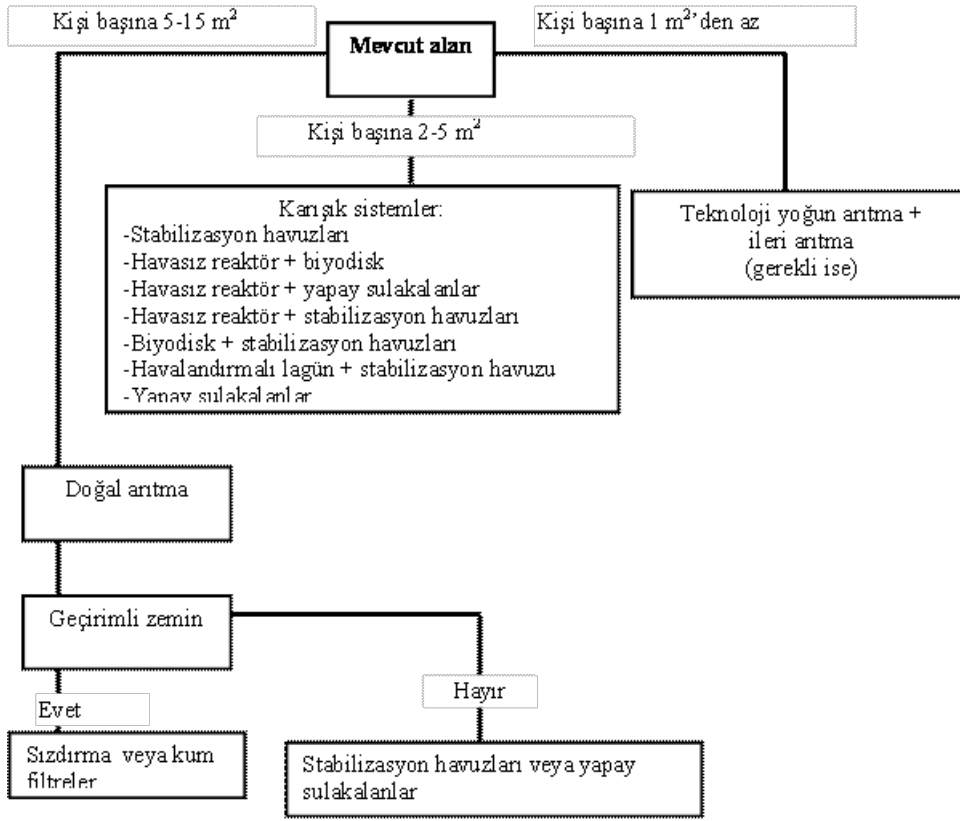 Kişi başına 5-15 m²
Mevcut alan
Kişi başına 1 m²’den az
Kişi başına 2-5 m²
Karışık sistemler:
-Stabilizasyon havuzları
-Havasız reaktör + biyodisk
-Havasız reaktör + yapay sulakalanlar
-Havasız reaktör + stabilizasyon havuzları
-Biyodisk + stabilizasyon havuzları
-Havalandırmalı lagün + stabilizasyon havuzu
-Yapay sulakalanlar
Teknoloji yoğun arıtma +
ileri arıtma
(gerekli ise)
Doğal arıtma
Geçirimli zemin
Evet
Hayır
Sızdırma veya kum
filtreler
Stabilizasyon havuzları veya yapay
sulakalanlar